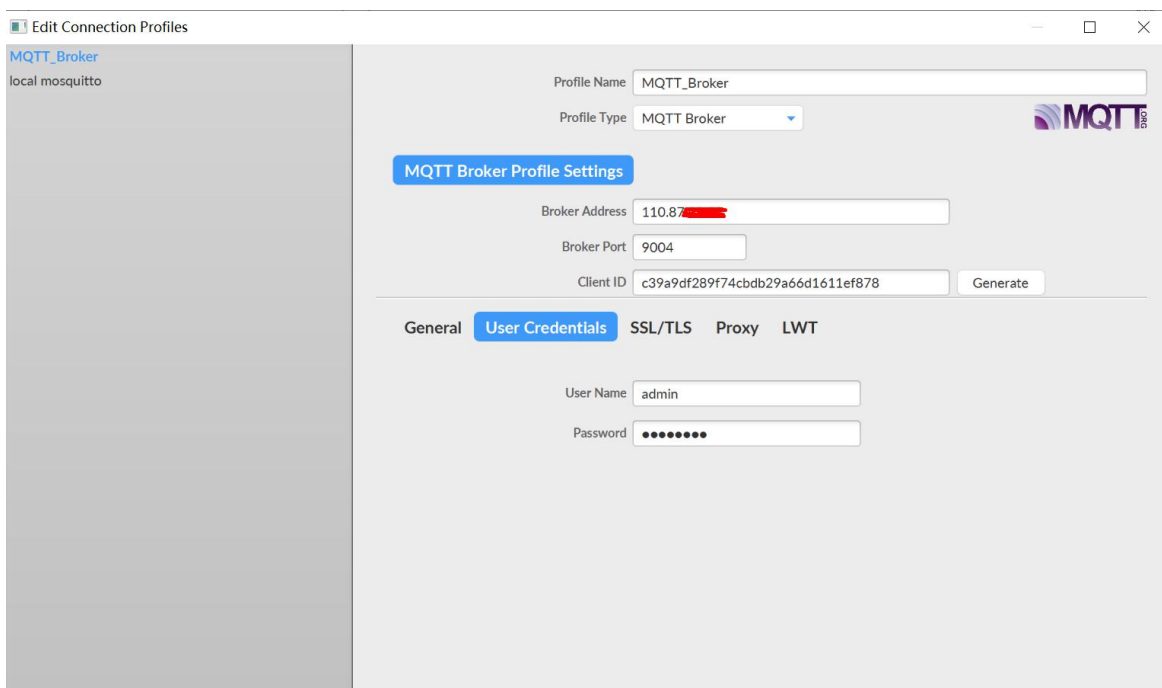 Edit Connection Profiles
MQTT_Broker
local mosquitto
Profile Name MQTT_Broker
Profile Type MQTT Broker
MQTT.ORG
MQTT Broker Profile Settings
Broker Address 110.87
Broker Port 9004
Client ID c39a9df289f74cbdb29a66d1611ef878 Generate
General User Credentials SSL/TLS Proxy LWT
User Name admin
Password ●●●●●●●●